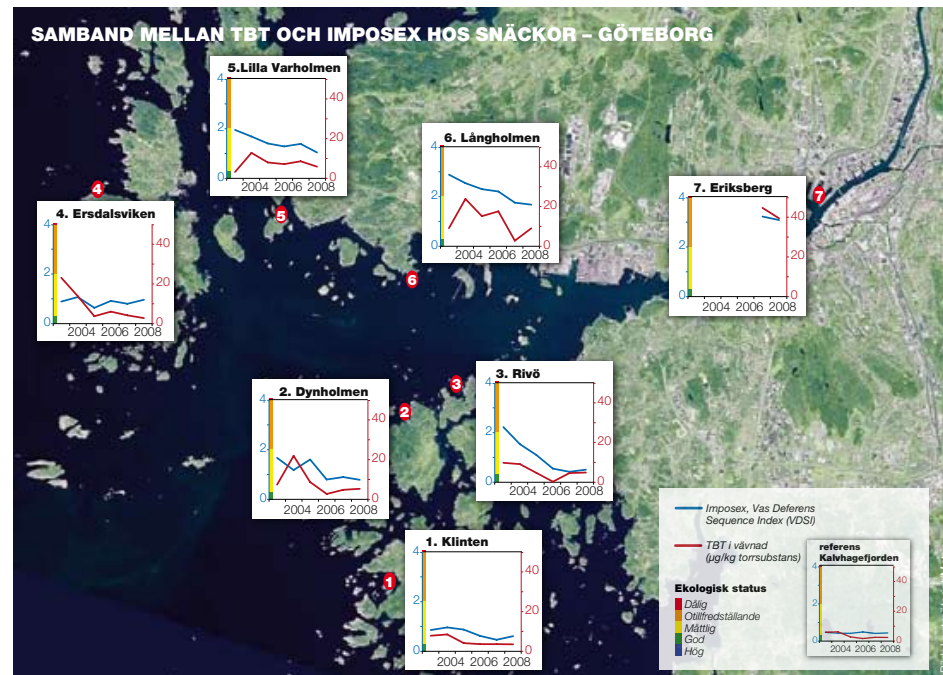 SAMBAND MELLAN TBT OCH IMPOSEX HOS SNÄCKOR – GÖTEBORG
5.Lilla Varholmen
4
2
0
40
20
0
2004 2006 2008
6. Långholmen
4
2
0
40
20
0
2004 2006 2008
7. Eriksberg
4
2
0
40
20
0
2004 2006 2008
4. Ersdalsviken
4
2
0
40
20
0
2004 2006 2008
2. Dynholmen
4
2
0
40
20
0
2004 2006 2008
3. Rivö
4
2
0
40
20
0
2004 2006 2008
1. Klinten
4
2
0
40
20
0
2004 2006 2008
4
5
6
7
3
2
1
Imposex, Vas Deferens
Sequence Index (VDSI)
TBT i vävnad
(µg/kg torrsubstans)
Ekologisk status
Dålig
Otillfredställande
Måttlig
God
Hög
referens
Kalvhagefjorden
4
2
0
40
20
0
2004 2006 2008